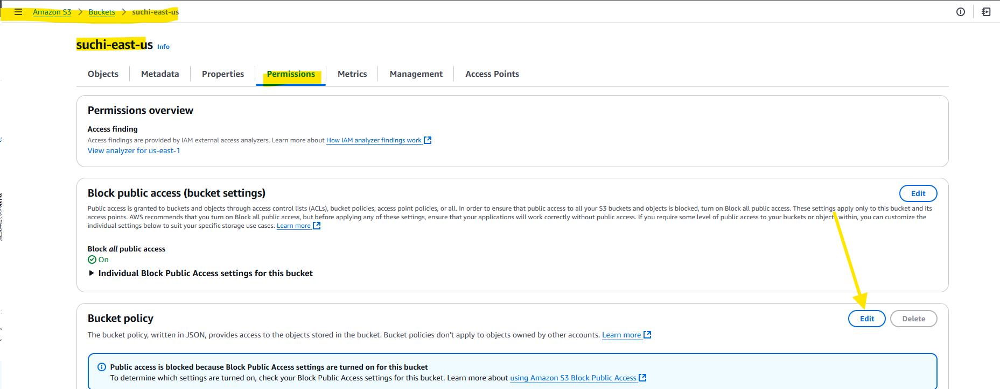 Amazon S3 > Buckets > suchi-east-us
suchi-east-us Info
Objects Metadata Properties Permissions Metrics Management Access Points
Permissions overview
Access finding
Access findings are provided by IAM external access analyzers. Learn more about How IAM analyzer findings work
View analyzer for us-east-1
Block public access (bucket settings) Edit
Public access is granted to buckets and objects through access control lists (ACLs), bucket policies, access point policies, or all. In order to ensure that public access to all your S3 buckets and objects is blocked, turn on Block all public access. These settings apply only to this bucket and its
access points. AWS recommends that you turn on Block all public access, but before applying any of these settings, ensure that your applications will work correctly without public access. If you require some level of public access to your buckets or objects within, you can customize the
individual settings below to suit your specific storage use cases. Learn more
Block all public access
On
Individual Block Public Access settings for this bucket
Bucket policy Edit Delete
The bucket policy, written in JSON, provides access to the objects stored in the bucket. Bucket policies don't apply to objects owned by other accounts. Learn more
Public access is blocked because Block Public Access settings are turned on for this bucket
To determine which settings are turned on, check your Block Public Access settings for this bucket. Learn more about using Amazon S3 Block Public Access